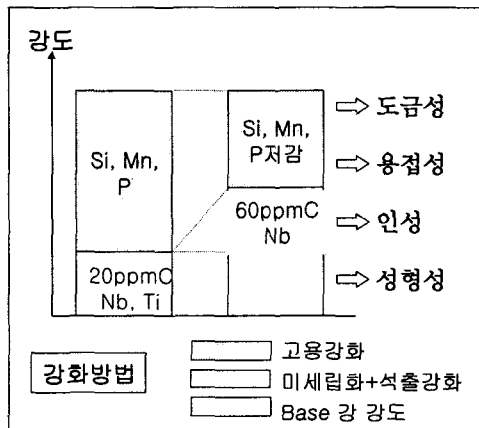 강도
Si, Mn,
P
20ppmC
Nb, Ti
Si, Mn,
P저감
60ppmC
Nb
도금성
용접성
인성
성형성
강화방법
고용강화
미세립화+석출강화
Base 강 강도